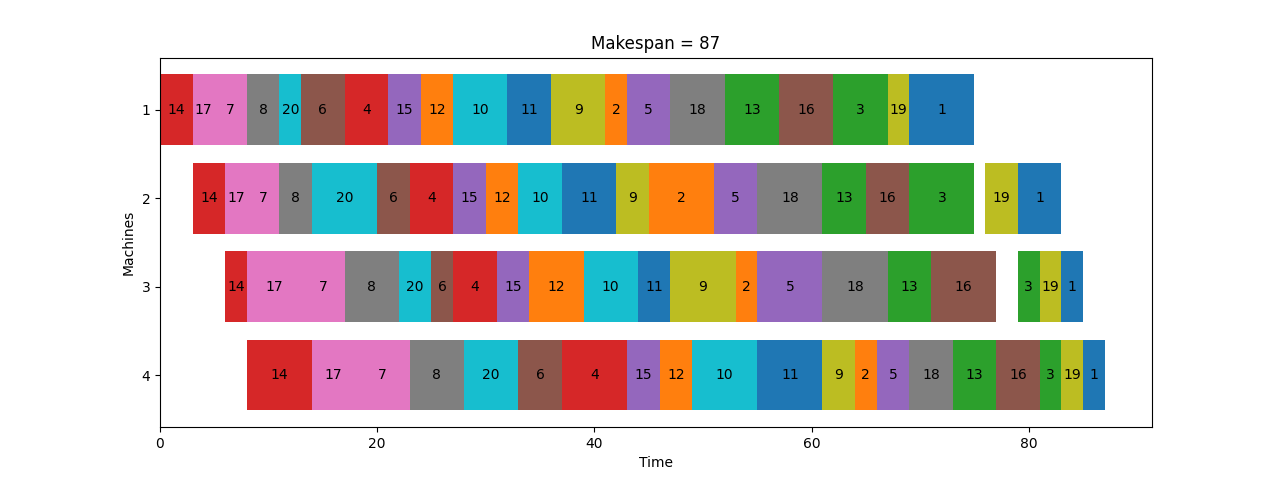 Makespan = 87
1 14 17 7 8 20 6 4 15 12 10 11 9 2 5 18 13 16 3 19 1
2 14 17 7 8 20 6 4 15 12 10 11 9 2 5 18 13 16 3 19 1
3 14 17 7 8 20 6 4 15 12 10 11 9 2 5 18 13 16 3 19 1
4 14 17 7 8 20 6 4 15 12 10 11 9 2 5 18 13 16 3 19 1
Machines
0 20 40 60 80
Time